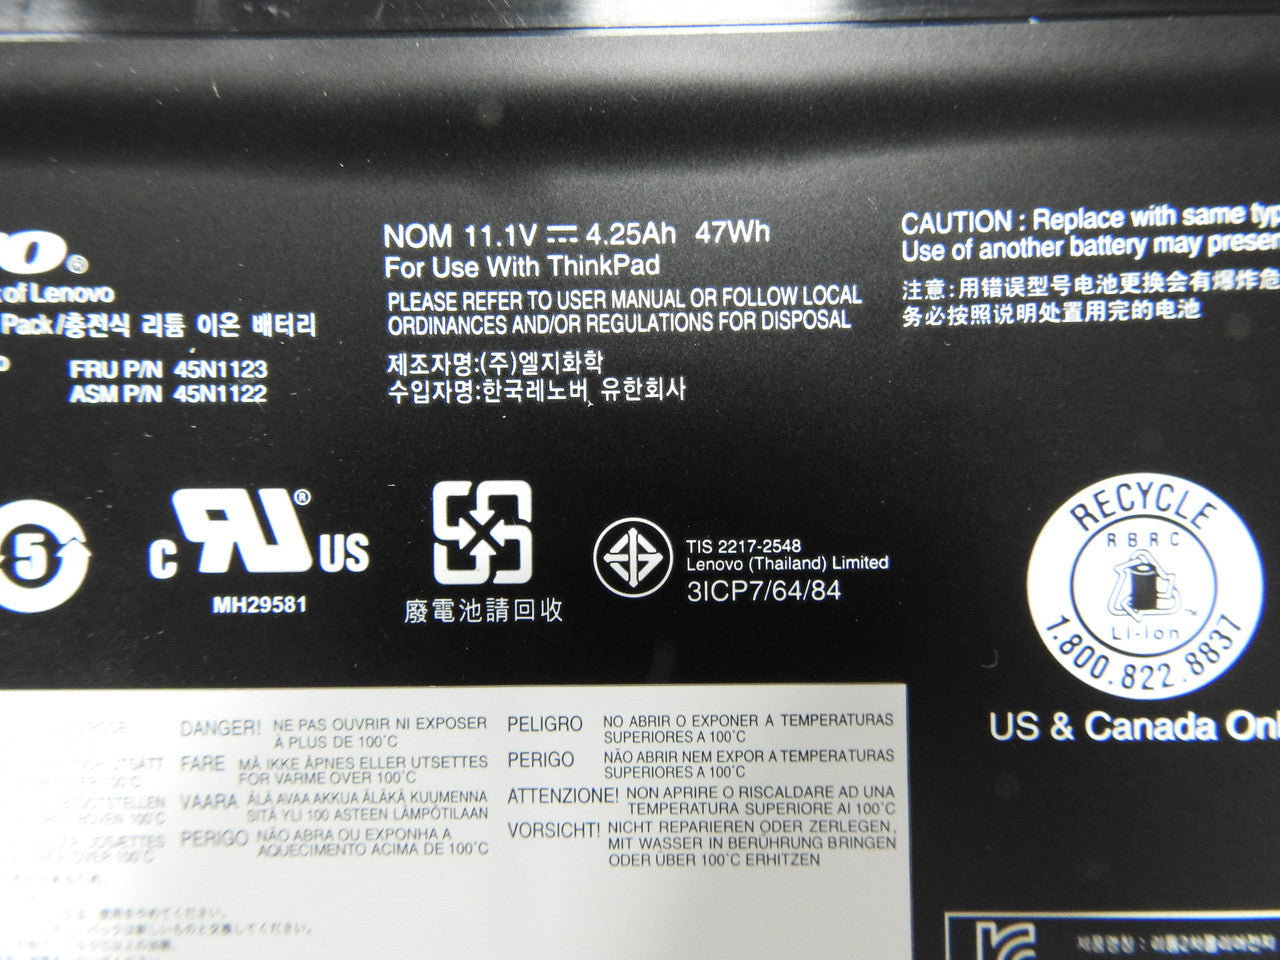 NOM 11.1V ⎓ 4.25Ah 47Wh
For Use With ThinkPad
PLEASE REFER TO USER MANUAL OR FOLLOW LOCAL
ORDINANCES AND/OR REGULATIONS FOR DISPOSAL
제조자명:(주)엘지화학
수입자명:한국레노버 유한회사
®
of Lenovo
Pack/충전식 리튬 이온 배터리
FRU P/N 45N1123
ASM P/N 45N1122
CAUTION : Replace with same
Use of another battery may
注意:用错误型号电池更换会有爆炸危
务必按照说明处置用完的电池
5
c RU ® US
MH29581
廢電池請回收
TIS 2217-2548
Lenovo (Thailand) Limited
3ICP7/64/84
RECYCLE
RBRC
Li-ion
1.800.822.8837
US & Canada
DANGER! NE PAS OUVRIR NI EXPOSER
À PLUS DE 100°C
FARE MÅ IKKE ÅPNES ELLER UTSETTES
FOR VARME OVER 100°C
VAARA ÄLÄ AVAA AKKUA ÄLÄKÄ KUUMENNA
SITÄ YLI 100 ASTEEN LÄMPÖTILAAN
PERIGO NÃO ABRA OU EXPONHA A
AQUECIMENTO ACIMA DE 100°C
PELIGRO NO ABRIR O EXPONER A TEMPERATURAS
SUPERIORES A 100°C
PERIGO NÃO ABRIR NEM EXPOR A TEMPERATURAS
SUPERIORES A 100°C
ATTENZIONE! NON APRIRE O RISCALDARE AD UNA
TEMPERATURA SUPERIORE AI 100°C
VORSICHT! NICHT REPARIEREN ODER ZERLEGEN,
MIT WASSER IN BERÜHRUNG BRINGEN
ODER ÜBER 100°C ERHITZEN